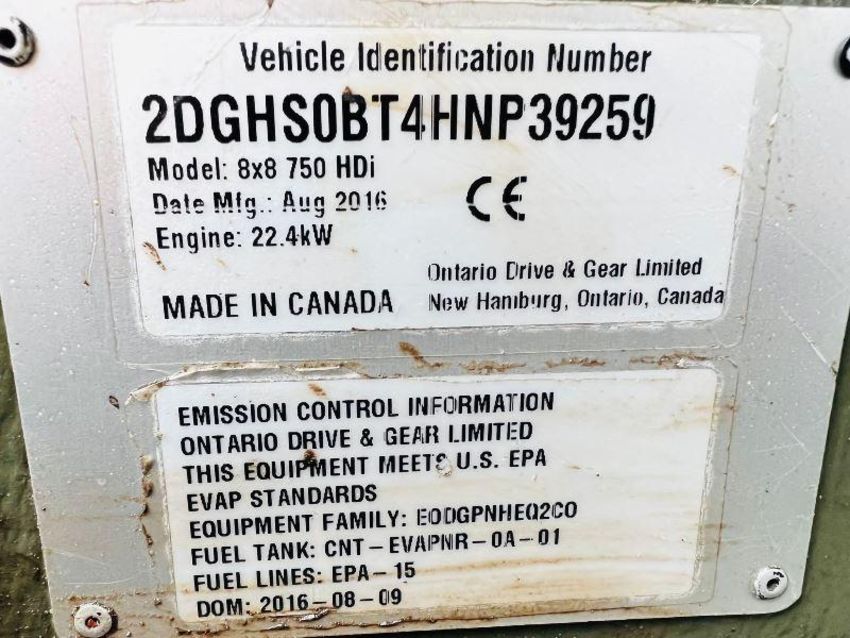 Vehicle Identification Number
2DGHS0BT4HNP39259
Model: 8x8 750 HDi
Date Mfg.: Aug 2016
CE
Engine: 22.4kW
Ontario Drive & Gear Limited
MADE IN CANADA
New Hamburg, Ontario, Canada
EMISSION CONTROL INFORMATION
ONTARIO DRIVE & GEAR LIMITED
THIS EQUIPMENT MEETS U.S. EPA
EVAP STANDARDS
EQUIPMENT FAMILY: EODGPNHEQ2CO
FUEL TANK: CNT-EVAPNR-0A-01
FUEL LINES: EPA-15
DOM: 2016-08-09